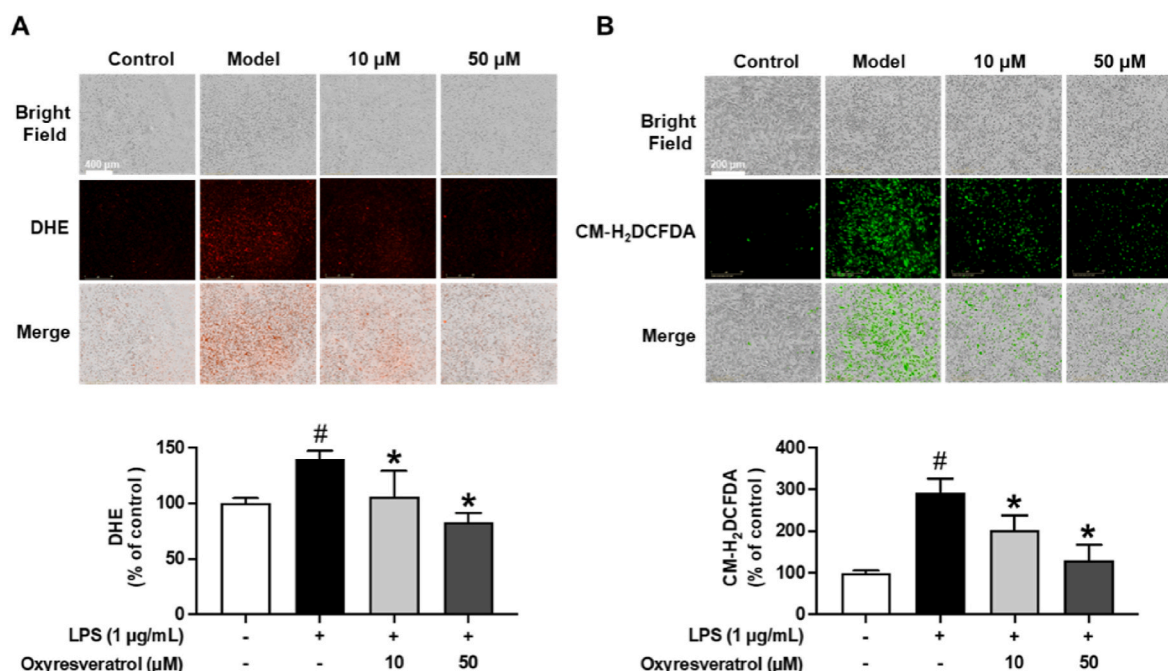 A
Control Model 10 µM 50 µM
Bright
Field
400 µm
DHE
Merge
DHE
(% of control )
150
100
50
0
#
*
*
LPS (1 µg/mL) - + + +
Oxyresveratrol (µM) - - 10 50
B
Control Model 10 µM 50 µM
Bright
Field
200 µm
CM-H₂DCFDA
Merge
CM-H₂DCFDA
(% of control )
400
300
200
100
0
#
*
*
LPS (1 µg/mL) - + + +
Oxyresveratrol (µM) - - 10 50